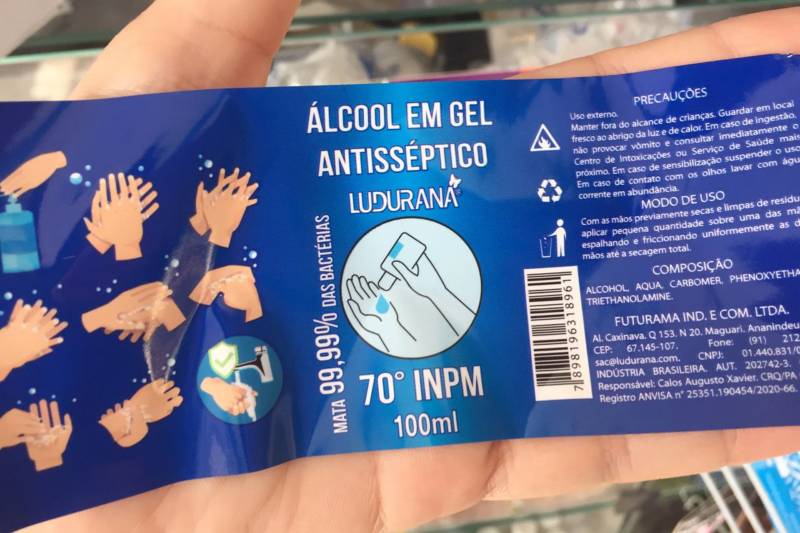 ÁLCOOL EM GEL
ANTISSÉPTICO
LUDURANA
MATA 99,99% DAS BACTÉRIAS
70° INPM
100ml
PRECAUÇÕES
Uso externo.
Manter fora do alcance de crianças. Guardar em local
fresco ao abrigo da luz e de calor. Em caso de ingestão,
não provocar vômito e consultar imediatamente o
Centro de Intoxicações ou Serviço de Saúde mais
próximo. Em caso de sensibilização suspender o uso
Em caso de contato com os olhos lavar com água
corrente em abundância.
MODO DE USO
Com as mãos previamente secas e limpas de
aplicar pequena quantidade sobre uma das
espalhando e friccionando uniformemente as
mãos até a secagem total.
COMPOSIÇÃO
ALCOHOL, AQUA, CARBOMER,
TRIETHANOLAMINE.
FUTURAMA IND. E COM. LTDA.
Al. Caxinava, Q 153. N 20. Maguari. Ananindeu
CEP: 67.145-107. Fone: (91) 212
sac@ludurana.com. CNPJ: 01.440.831/0
INDÚSTRIA BRASILEIRA. AUT. 202742-3.
Responsável: Calos Augusto Xavier. CRQ/PA
Registro ANVISA n° 25351.190454/2020-66.
7 898196 318961